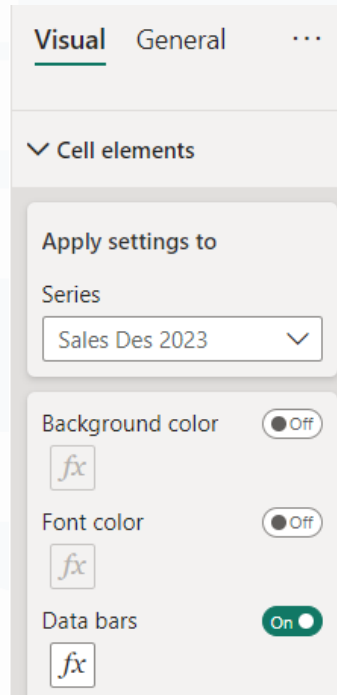 Visual General ...
Cell elements
Apply settings to
Series
Sales Des 2023
Background color Off
fx
Font color Off
fx
Data bars On
fx